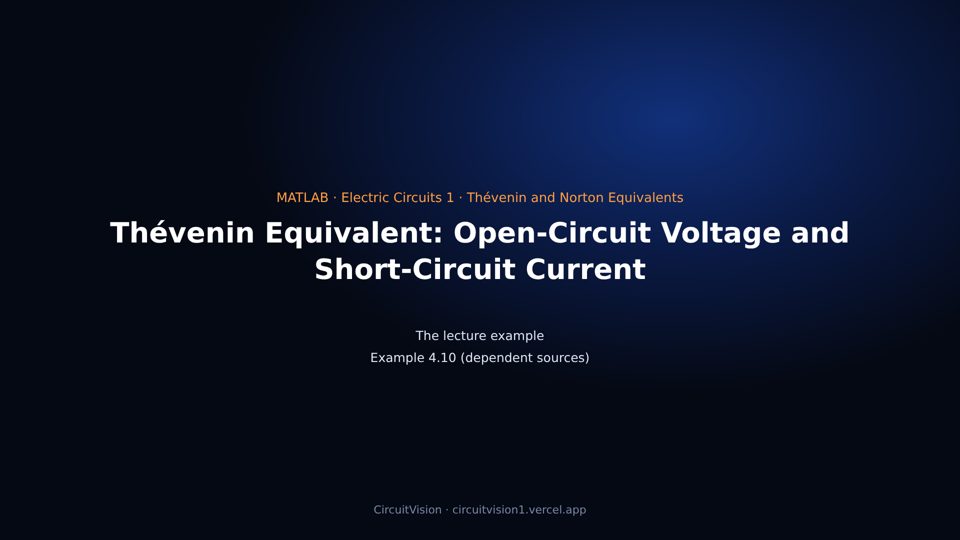 MATLAB · Electric Circuits 1 · Thévenin and Norton Equivalents
Thévenin Equivalent: Open-Circuit Voltage and
Short-Circuit Current
The lecture example
Example 4.10 (dependent sources)
CircuitVision · circuitvision1.vercel.app